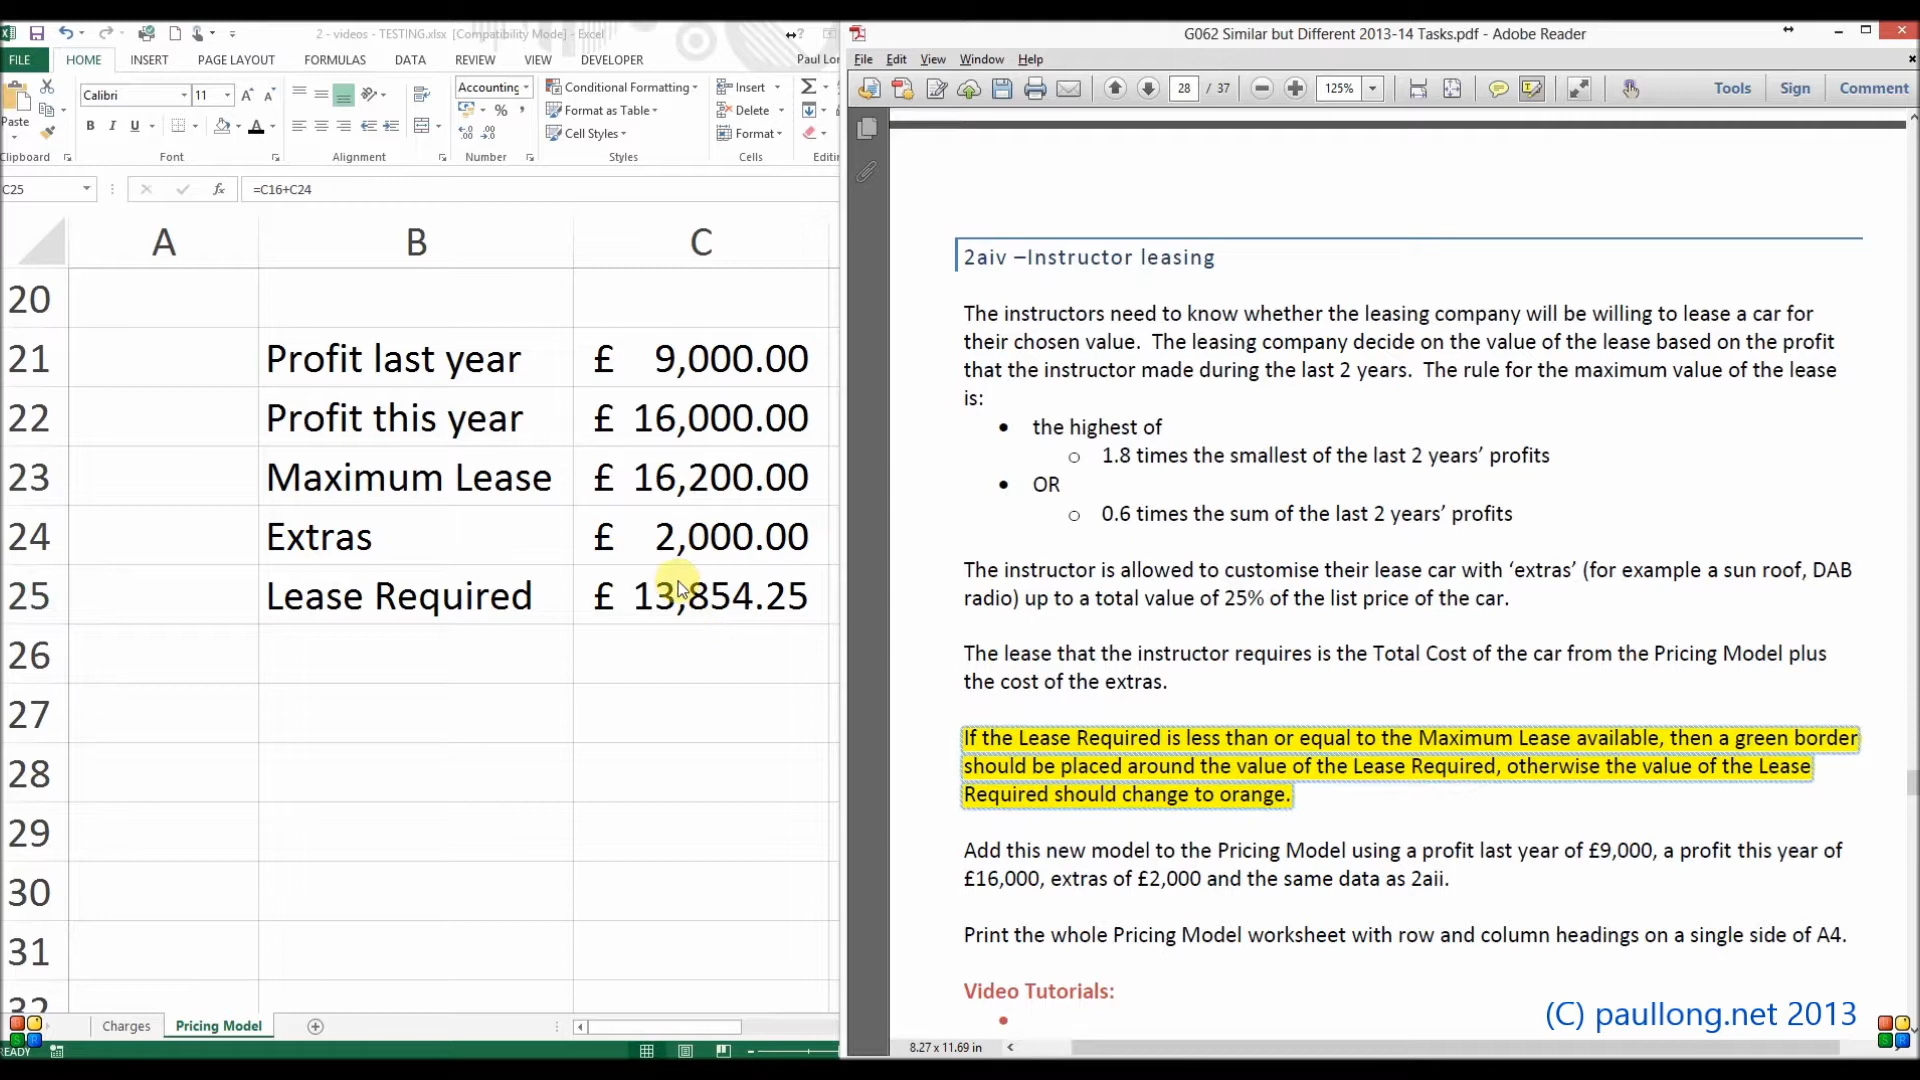 2 - videos - TESTING.xlsx [Compatibility Mode] - Excel
FILE HOME INSERT PAGE LAYOUT FORMULAS DATA REVIEW VIEW DEVELOPER Paul Lon
Calibri 11 Accounting Conditional Formatting Insert
Paste B I U % , Format as Table Delete
Cell Styles Format
Clipboard Font Alignment Number Styles Cells Editin
C25 fx =C16+C24
A B C
20
21 Profit last year £ 9,000.00
22 Profit this year £ 16,000.00
23 Maximum Lease £ 16,200.00
24 Extras £ 2,000.00
25 Lease Required £ 13,854.25
26
27
28
29
30
31
32
Charges Pricing Model
READY
G062 Similar but Different 2013-14 Tasks.pdf - Adobe Reader
File Edit View Window Help
28 / 37 125% Tools Sign Comment
2aiv –Instructor leasing
The instructors need to know whether the leasing company will be willing to lease a car for
their chosen value. The leasing company decide on the value of the lease based on the profit
that the instructor made during the last 2 years. The rule for the maximum value of the lease
is:
• the highest of
o 1.8 times the smallest of the last 2 years’ profits
• OR
o 0.6 times the sum of the last 2 years’ profits
The instructor is allowed to customise their lease car with ‘extras’ (for example a sun roof, DAB
radio) up to a total value of 25% of the list price of the car.
The lease that the instructor requires is the Total Cost of the car from the Pricing Model plus
the cost of the extras.
If the Lease Required is less than or equal to the Maximum Lease available, then a green border
should be placed around the value of the Lease Required, otherwise the value of the Lease
Required should change to orange.
Add this new model to the Pricing Model using a profit last year of £9,000, a profit this year of
£16,000, extras of £2,000 and the same data as 2aii.
Print the whole Pricing Model worksheet with row and column headings on a single side of A4.
Video Tutorials:
•
(C) paullong.net 2013
8.27 x 11.69 in